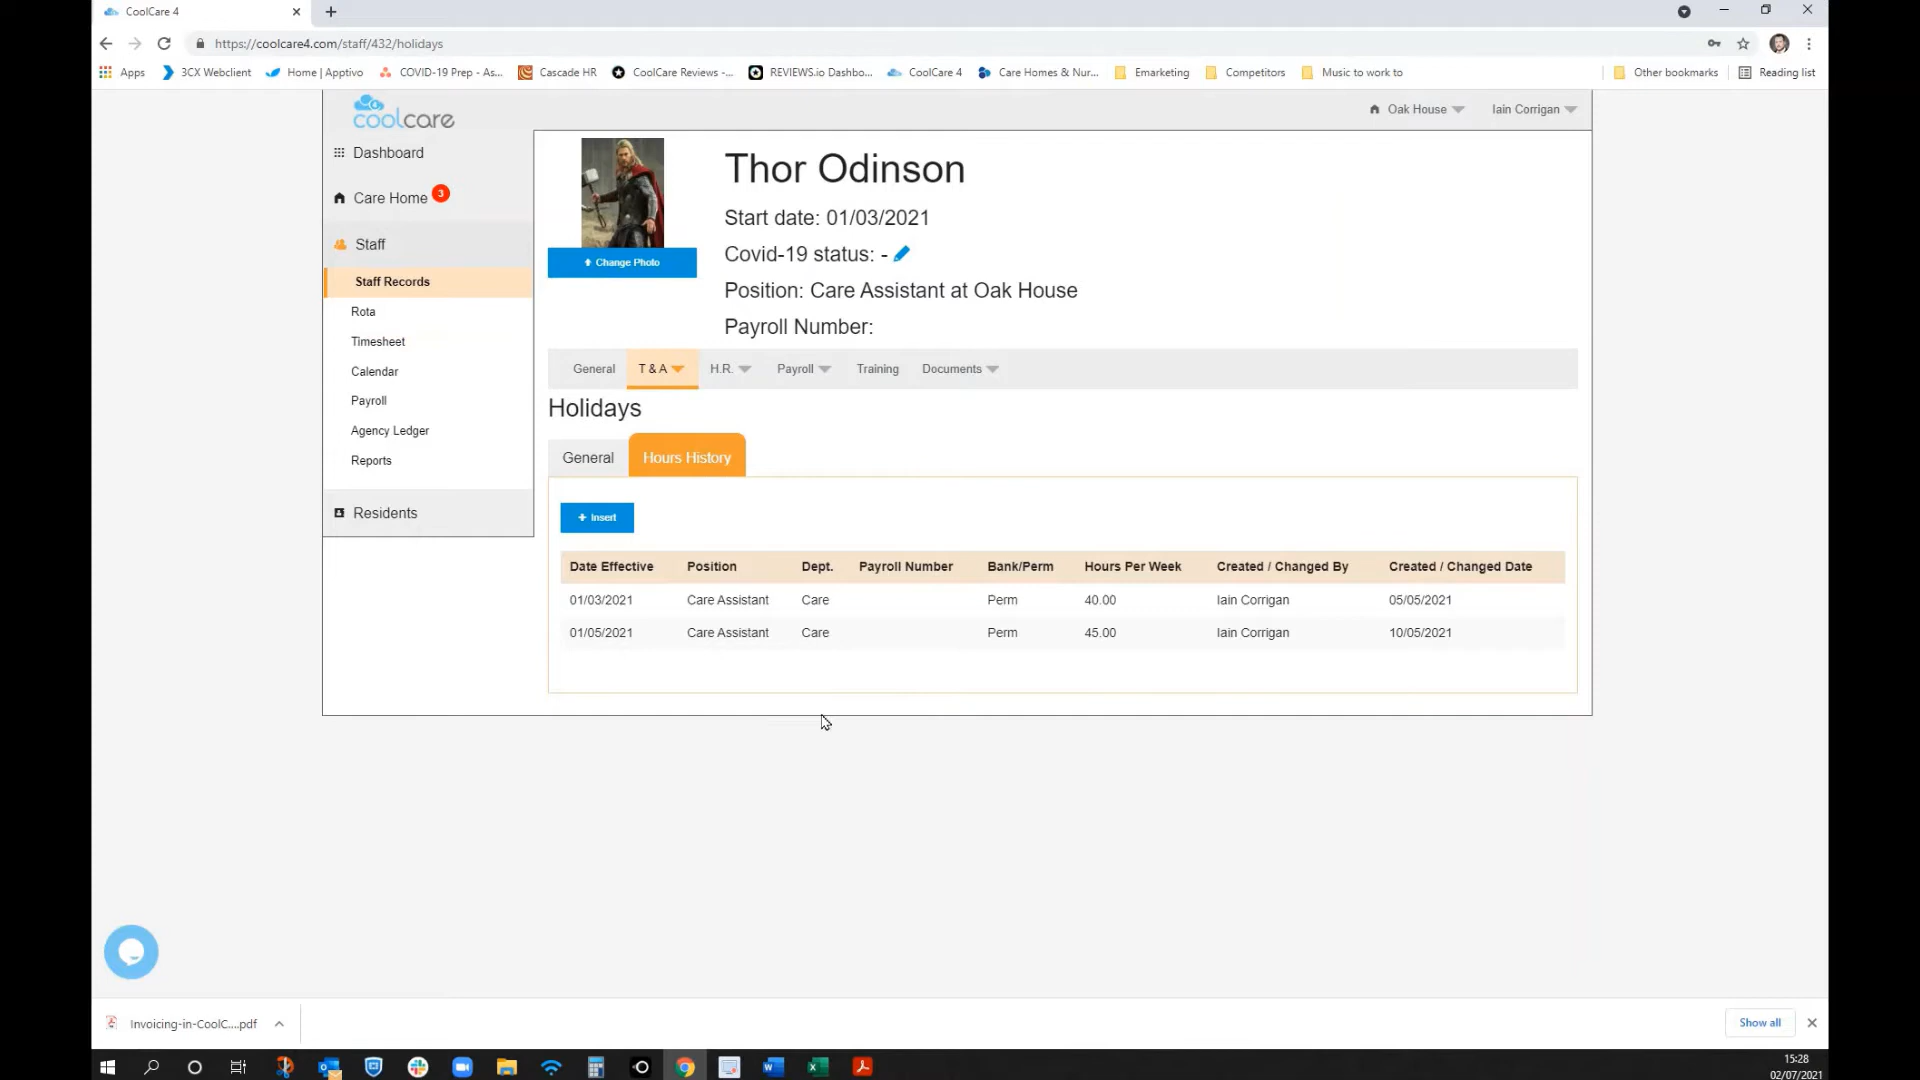 CoolCare 4
https://coolcare4.com/staff/432/holidays
Apps 3CX Webclient Home | Apptivo COVID-19 Prep - As... Cascade HR CoolCare Reviews -... REVIEWS.io Dashbo... CoolCare 4 Care Homes & Nur... Emarketing Competitors Music to work to Other bookmarks Reading list
coolcare
Oak House Iain Corrigan
Dashboard
Care Home 3
Staff
Staff Records
Rota
Timesheet
Calendar
Payroll
Agency Ledger
Reports
Residents
Change Photo
Thor Odinson
Start date: 01/03/2021
Covid-19 status: -
Position: Care Assistant at Oak House
Payroll Number:
General T & A H.R. Payroll Training Documents
Holidays
General Hours History
+ Insert
Date Effective Position Dept. Payroll Number Bank/Perm Hours Per Week Created / Changed By Created / Changed Date
01/03/2021 Care Assistant Care Perm 40.00 Iain Corrigan 05/05/2021
01/05/2021 Care Assistant Care Perm 45.00 Iain Corrigan 10/05/2021
Invoicing-in-CoolC....pdf
Show all
15:28
02/07/2021